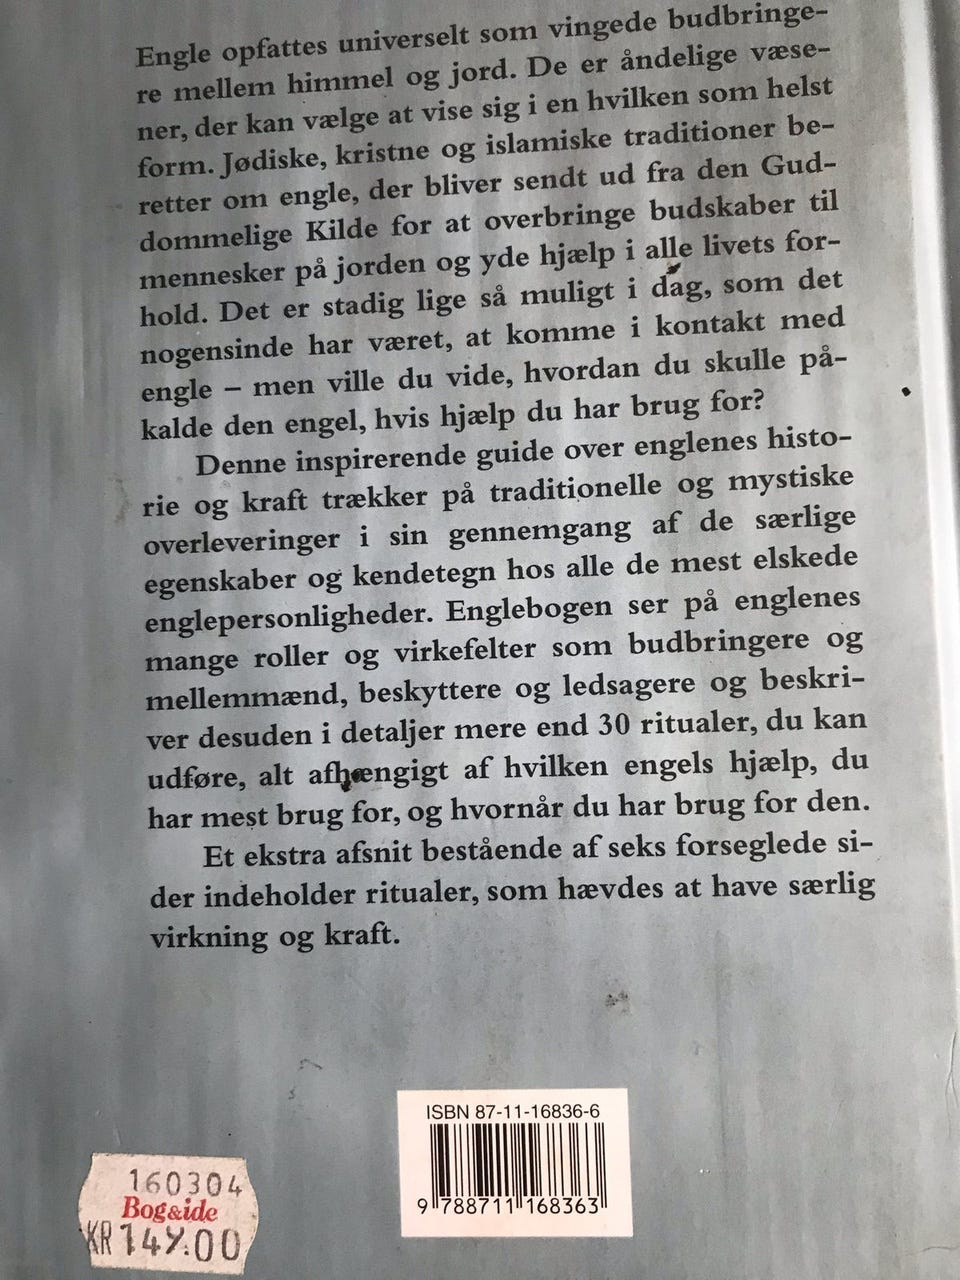 Engle opfattes universelt som vingede budbringe-
re mellem himmel og jord. De er åndelige væse-
ner, der kan vælge at vise sig i en hvilken som helst
form. Jødiske, kristne og islamiske traditioner be-
retter om engle, der bliver sendt ud fra den Gud-
dommelige Kilde for at overbringe budskaber til
mennesker på jorden og yde hjælp i alle livets for-
hold. Det er stadig lige så muligt i dag, som det
nogensinde har været, at komme i kontakt med
engle – men ville du vide, hvordan du skulle på-
kalde den engel, hvis hjælp du har brug for?
Denne inspirerende guide over englenes histo-
rie og kraft trækker på traditionelle og mystiske
overleveringer i sin gennemgang af de særlige
egenskaber og kendetegn hos alle de mest elskede
englepersonligheder. Englebogen ser på englenes
mange roller og virkefelter som budbringere og
mellemmænd, beskyttere og ledsagere og beskri-
ver desuden i detaljer mere end 30 ritualer, du kan
udføre, alt afhængigt af hvilken engels hjælp, du
har mest brug for, og hvornår du har brug for den.
Et ekstra afsnit bestående af seks forseglede si-
der indeholder ritualer, som hævdes at have særlig
virkning og kraft.
ISBN 87-11-16836-6
9 788711 168363
160304
Bog&ide
KR 149.00